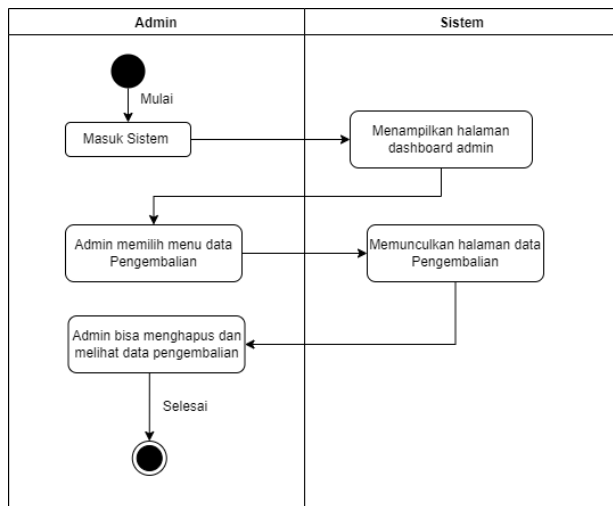 Admin
Sistem
Mulai
Masuk Sistem
Menampilkan halaman
dashboard admin
Admin memilih menu data
Pengembalian
Memunculkan halaman data
Pengembalian
Admin bisa menghapus dan
melihat data pengembalian
Selesai